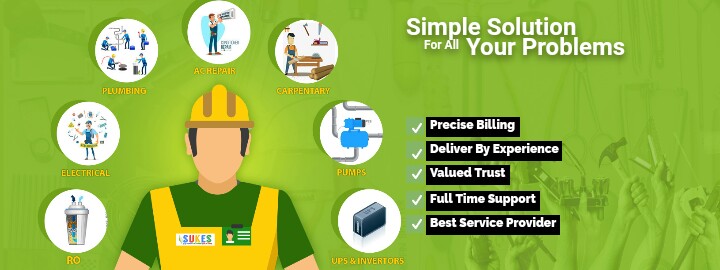 Simple Solution
For All Your Problems
AC REPAIR
PLUMBING
CARPENTARY
ELECTRICAL
PUMPS
RO
UPS & INVERTORS
SUKES
Precise Billing
Deliver By Experience
Valued Trust
Full Time Support
Best Service Provider